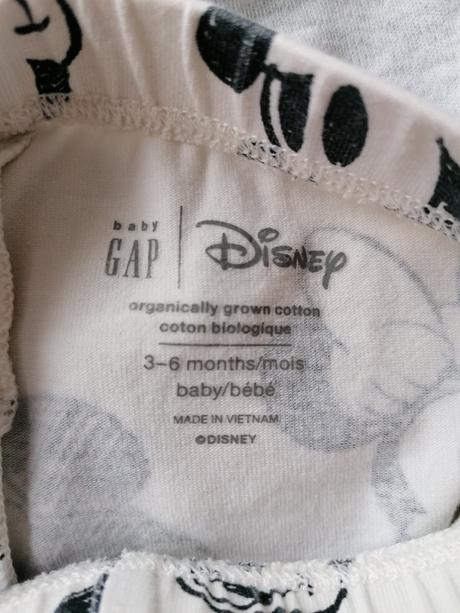 baby
GAP
Disney
organically grown cotton
coton biologique
3–6 months/mois
baby/bébé
MADE IN VIETNAM
©DISNEY